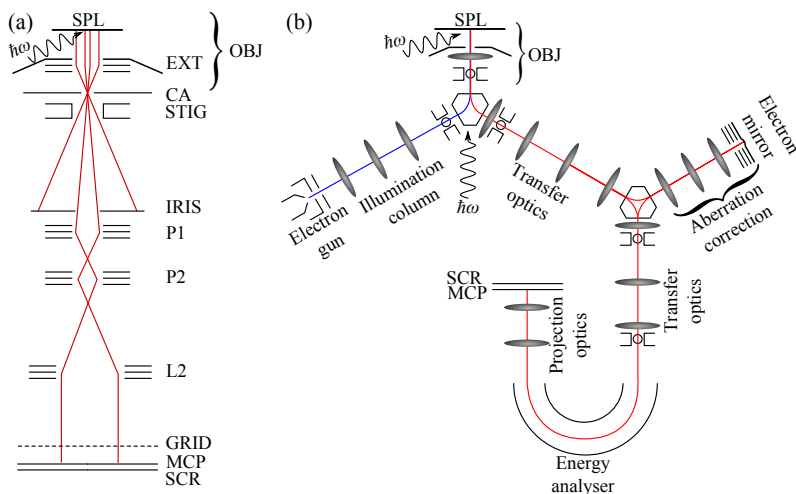 (a)
SPL
ħω
OBJ
EXT
CA
STIG
IRIS
P1
P2
L2
GRID
MCP
SCR
(b)
SPL
ħω
OBJ
Electron
gun
Illumination
column
ħω
Transfer
optics
Electron
mirror
Aberration
correction
SCR
MCP
Projection
optics
Transfer
optics
Energy
analyser